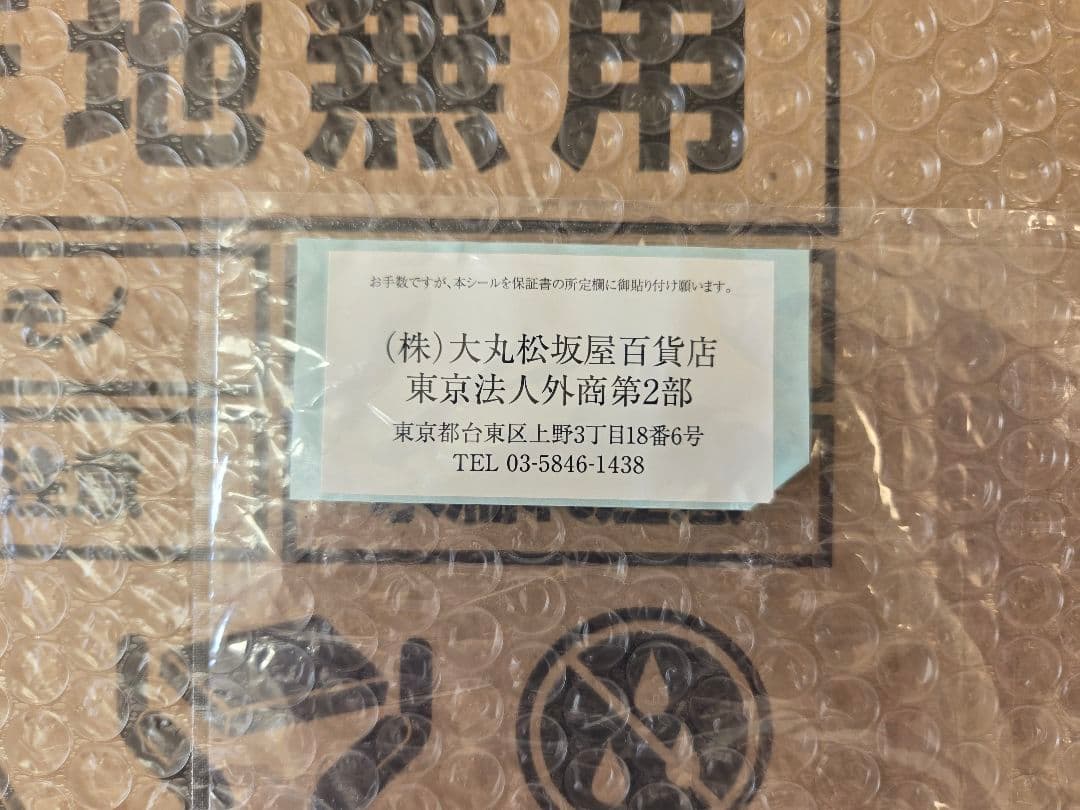 地無用
お手数ですが、本シールを保証書の所定欄に御貼り付け願います。
（株）大丸松坂屋百貨店
東京法人外商第2部
東京都台東区上野3丁目18番6号
TEL 03-5846-1438